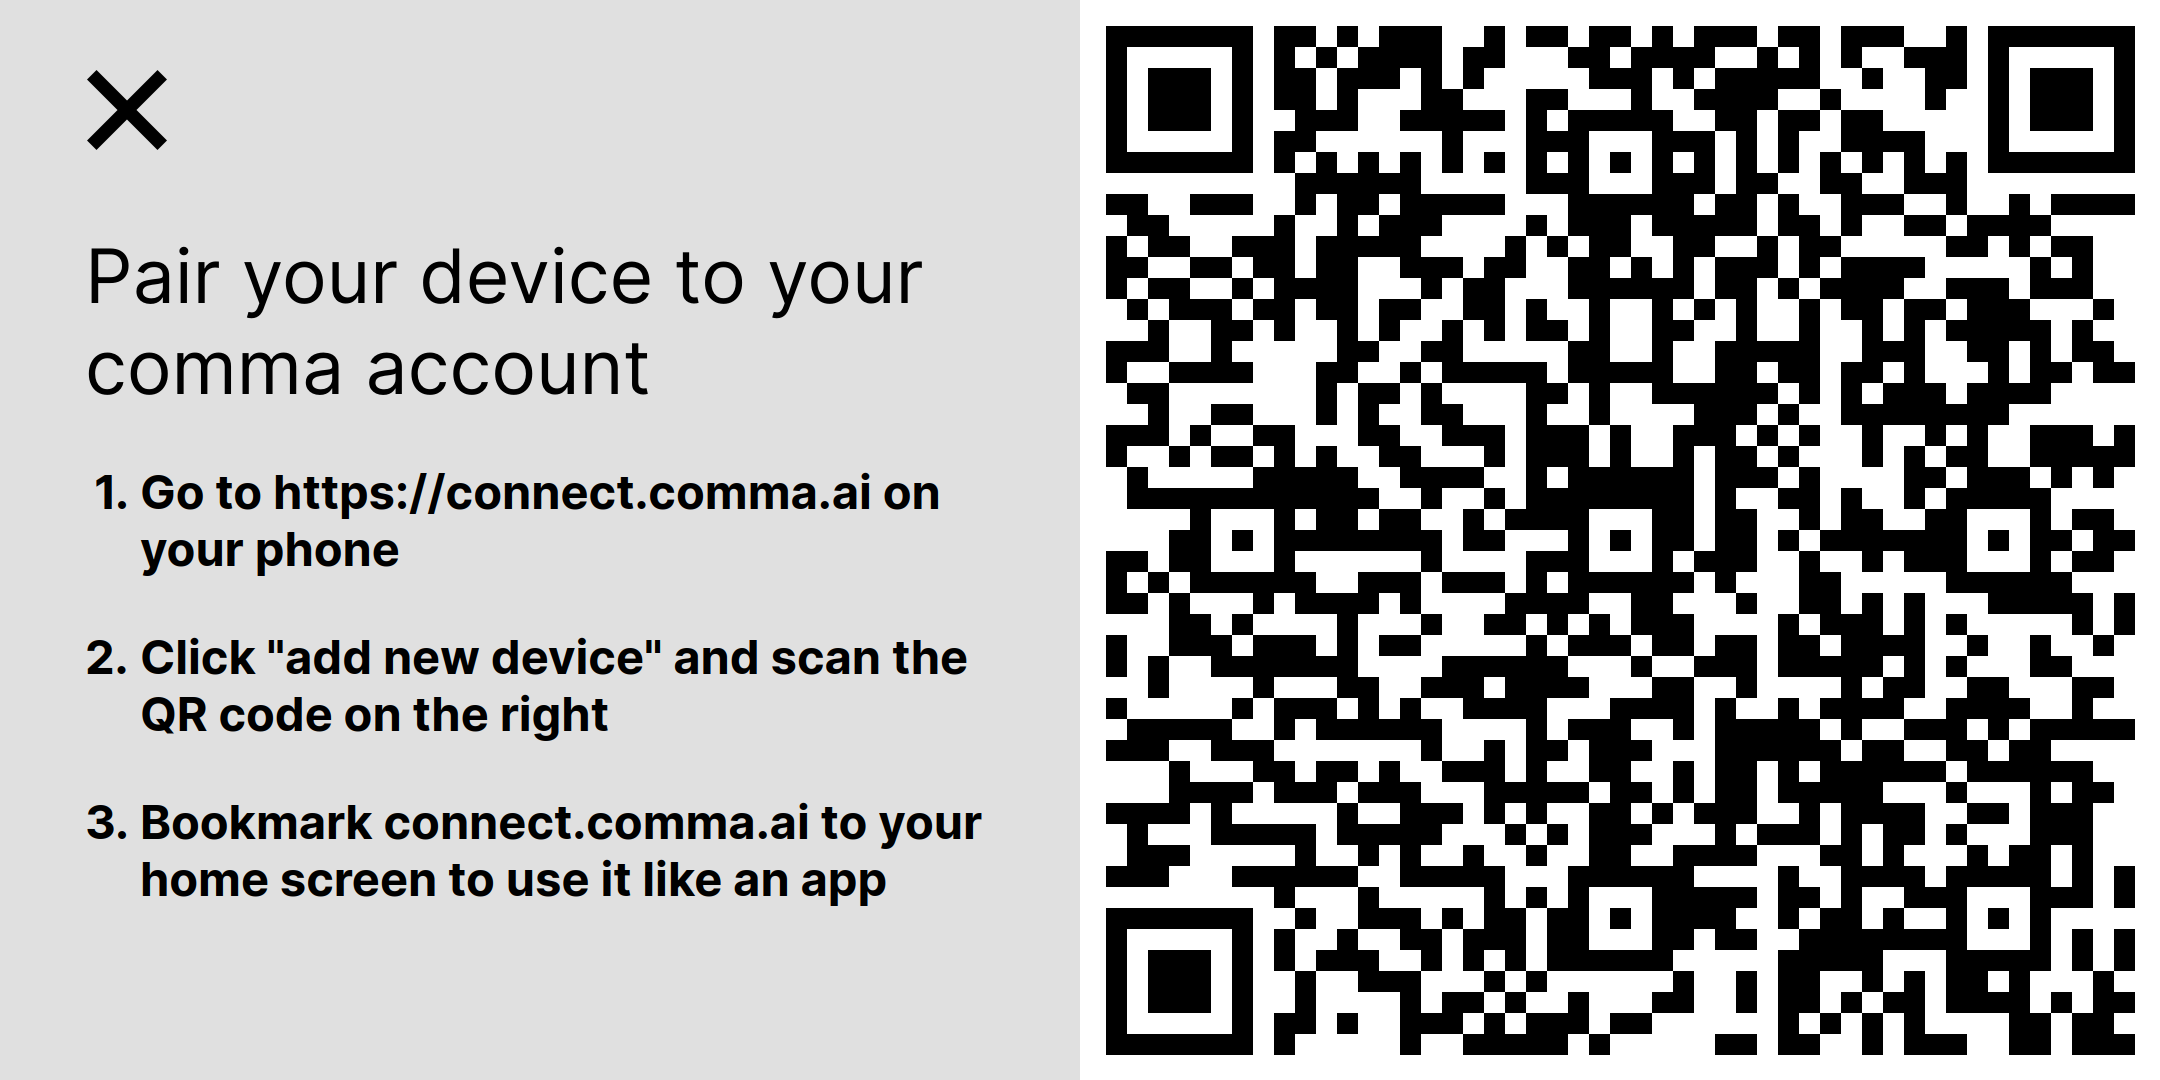 Pair your device to your
comma account
1. Go to https://connect.comma.ai on
your phone
2. Click "add new device" and scan the
QR code on the right
3. Bookmark connect.comma.ai to your
home screen to use it like an app